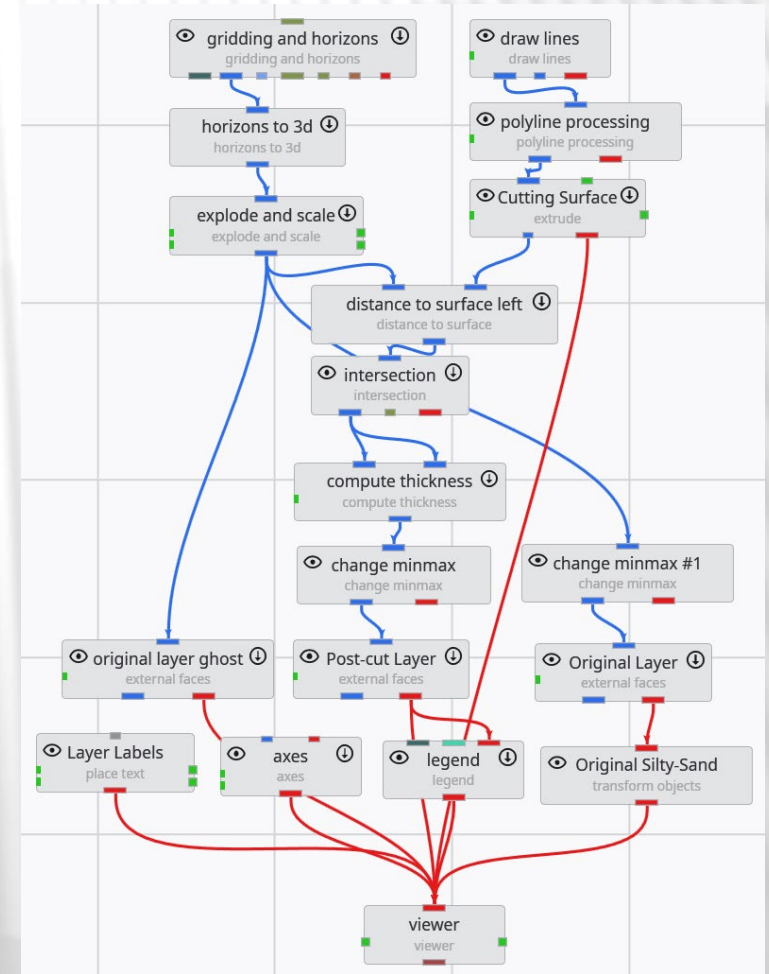 gridding and horizons
gridding and horizons
draw lines
draw lines
horizons to 3d
horizons to 3d
polyline processing
polyline processing
explode and scale
explode and scale
Cutting Surface
extrude
distance to surface left
distance to surface
intersection
intersection
compute thickness
compute thickness
change minmax
change minmax
change minmax #1
change minmax
original layer ghost
external faces
Post-cut Layer
external faces
Original Layer
external faces
Layer Labels
place text
axes
axes
legend
legend
Original Silty-Sand
transform objects
viewer
viewer